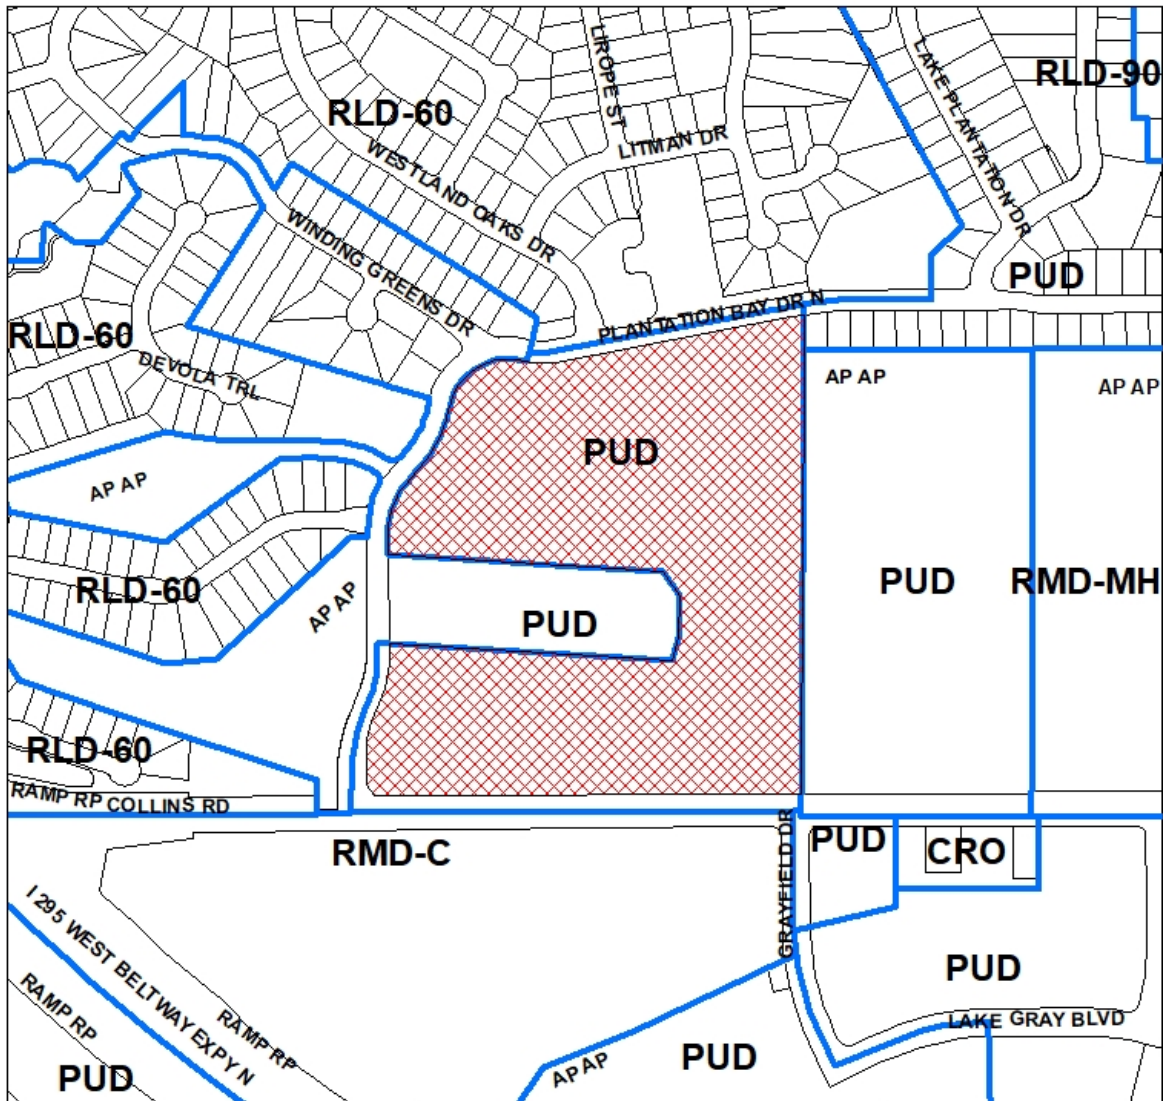 LIROPE ST
LAKE PLANTATION DR
RLD-90
RLD-60
LITMAN DR
WESTLAND OAKS DR
WINDING GREENS DR
PUD
PLANTATION BAY DR N
RLD-60
DEVOLA TRL
AP AP
AP AP
PUD
AP AP
RLD-60
AP AP
PUD
RMD-MH
PUD
RLD-60
RAMP RP COLLINS RD
RMD-C
GRAYFIELD DR
PUD
CRO
I 295 WEST BELTWAY EXPY N
RAMP RP
RAMP RP
PUD
LAKE GRAY BLVD
PUD
AP AP
PUD